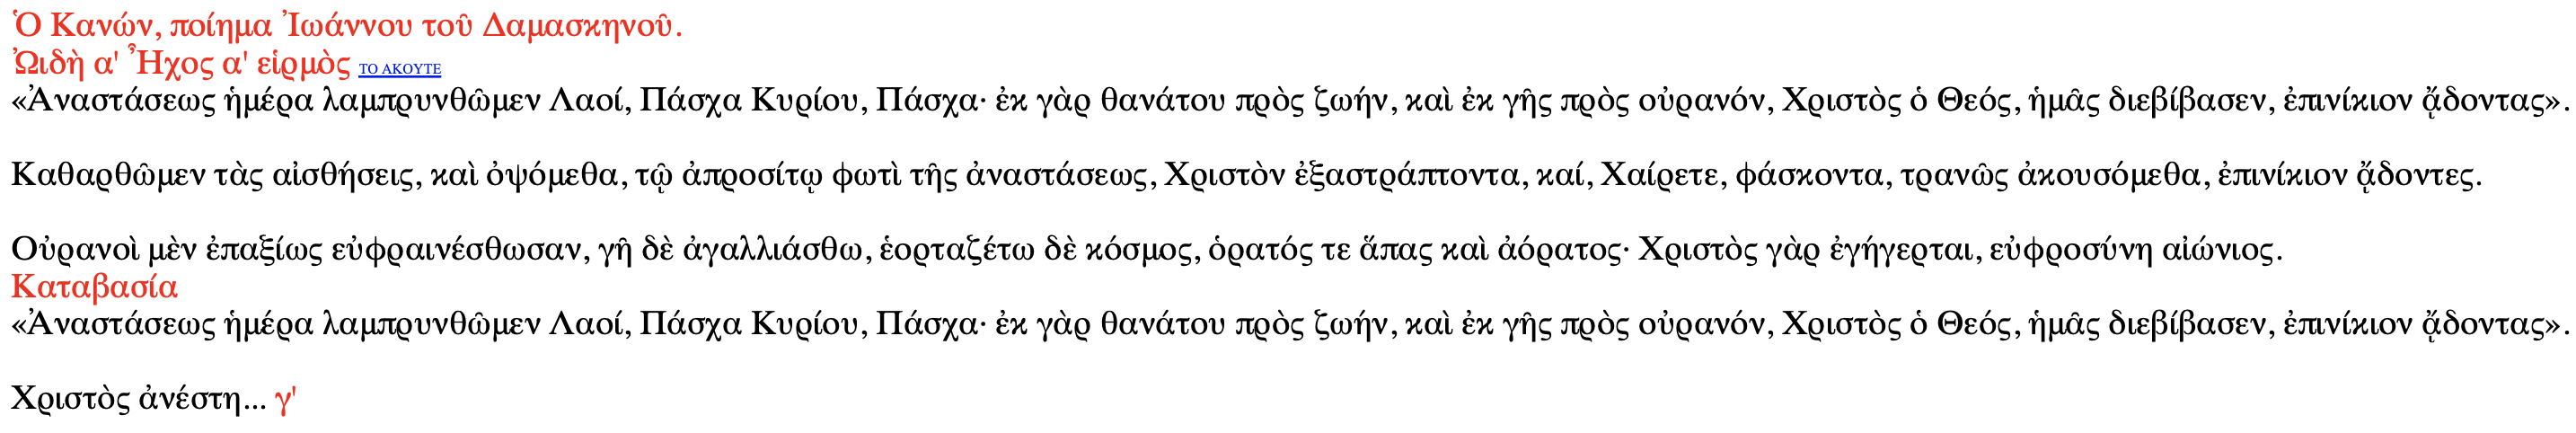 Ὁ Κανών, ποίημα Ἰωάννου τοῦ Δαμασκηνοῦ.
Ὠιδὴ α' Ἦχος α' εἱρμὸς ΤΟ ΑΚΟΥΤΕ
«Ἀναστάσεως ἡμέρα λαμπρυνθῶμεν Λαοί, Πάσχα Κυρίου, Πάσχα· ἐκ γὰρ θανάτου πρὸς ζωήν, καὶ ἐκ γῆς πρὸς οὐρανόν, Χριστὸς ὁ Θεός, ἡμᾶς διεβίβασεν, ἐπινίκιον ᾄδοντας».
Καθαρθῶμεν τὰς αἰσθήσεις, καὶ ὀψόμεθα, τῷ ἀπροσίτῳ φωτὶ τῆς ἀναστάσεως, Χριστὸν ἐξαστράπτοντα, καί, Χαίρετε, φάσκοντα, τρανῶς ἀκουσόμεθα, ἐπινίκιον ᾄδοντες.
Οὐρανοὶ μὲν ἐπαξίως εὐφραινέσθωσαν, γῆ δὲ ἀγαλλιάσθω, ἑορταζέτω δὲ κόσμος, ὁρατός τε ἅπας καὶ ἀόρατος· Χριστὸς γὰρ ἐγήγερται, εὐφροσύνη αἰώνιος.
Καταβασία
«Ἀναστάσεως ἡμέρα λαμπρυνθῶμεν Λαοί, Πάσχα Κυρίου, Πάσχα· ἐκ γὰρ θανάτου πρὸς ζωήν, καὶ ἐκ γῆς πρὸς οὐρανόν, Χριστὸς ὁ Θεός, ἡμᾶς διεβίβασεν, ἐπινίκιον ᾄδοντας».
Χριστὸς ἀνέστη... γ'